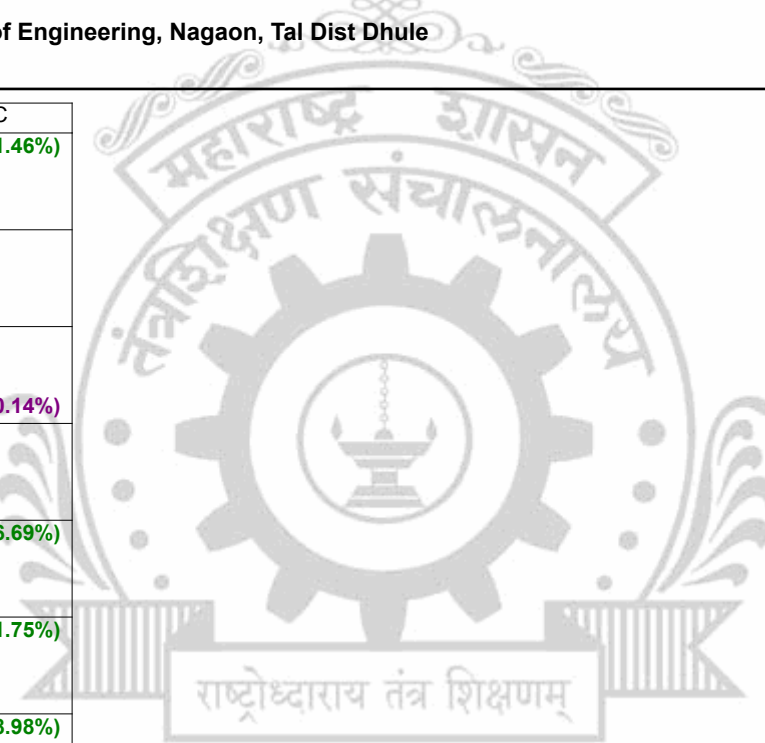 of Engineering, Nagaon, Tal Dist Dhule
C
1.46%)
0.14%)
6.69%)
1.75%)
3.98%)
महाराष्ट्र शासन
तंत्रशिक्षण संचालनालय
राष्ट्रोध्दाराय तंत्र शिक्षणम्